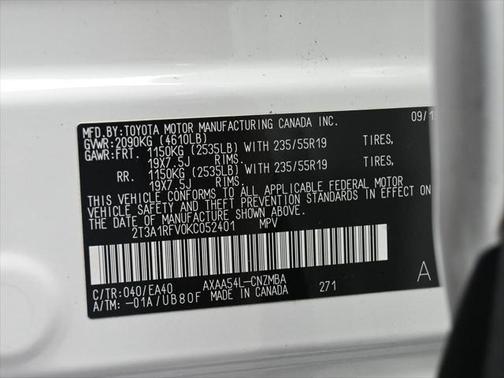 MFD.BY:TOYOTA MOTOR MANUFACTURING CANADA INC. 09/1
GVWR:2090KG (4610LB)
GAWR:FRT. 1150KG (2535LB) WITH 235/55R19 TIRES,
19X7.5J RIMS.
RR. 1150KG (2535LB) WITH 235/55R19 TIRES,
19X7.5J RIMS.
THIS VEHICLE CONFORMS TO ALL APPLICABLE FEDERAL MOTOR
VEHICLE SAFETY AND THEFT PREVENTION STANDARDS IN EFFECT ON
THE DATE OF MANUFACTURE SHOWN ABOVE.
2T3A1RFV0KC052401 MPV
C/TR:040/EA40 AXAA54L-CNZMBA A
A/TM:-01A/UB80F MADE IN CANADA 271